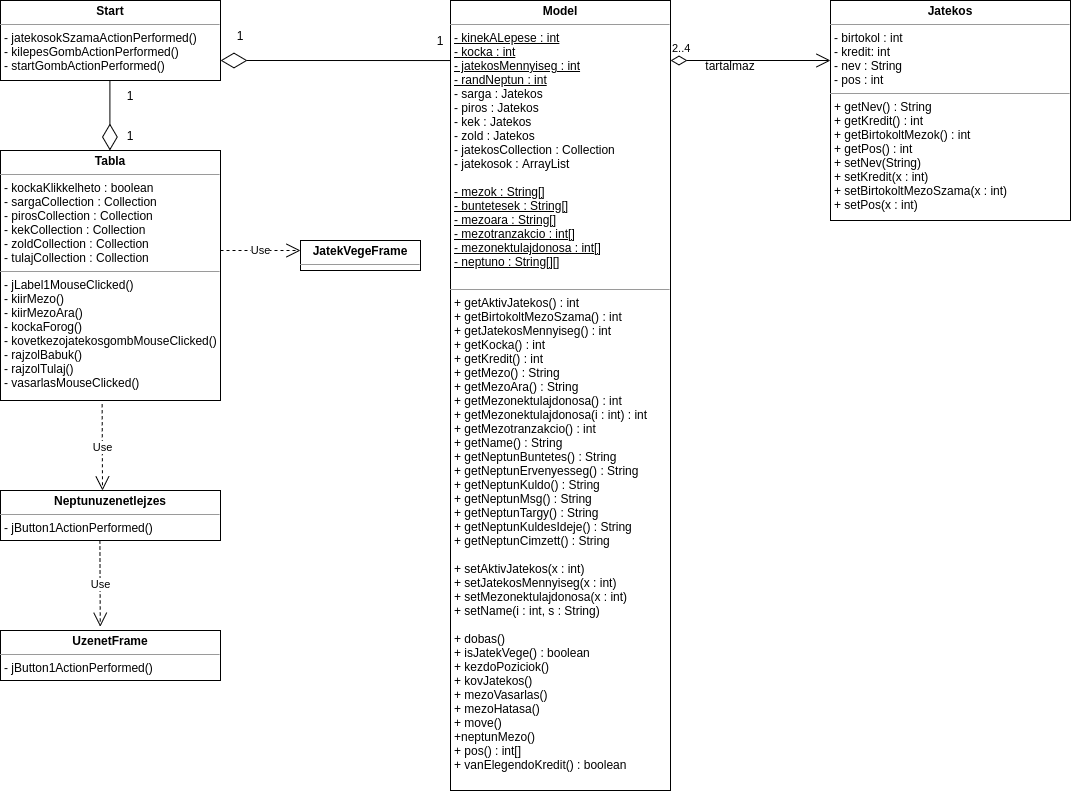 Start
- jatekosokSzamaActionPerformed()
- kilepesGombActionPerformed()
- startGombActionPerformed()
1
1
1
1
Tabla
- kockaKlikkelheto : boolean
- sargaCollection : Collection
- pirosCollection : Collection
- kekCollection : Collection
- zoldCollection : Collection
- tulajCollection : Collection
- jLabel1MouseClicked()
- kiirMezo()
- kiirMezoAra()
- kockaForog()
- kovetkezojatekosgombMouseClicked()
- rajzolBabuk()
- rajzolTulaj()
- vasarlasMouseClicked()
Use
JatekVegeFrame
Use
Neptunuzenetlejzes
- jButton1ActionPerformed()
Use
UzenetFrame
- jButton1ActionPerformed()
Model
- kinekALepese : int
- kocka : int
- jatekosMennyiseg : int
- randNeptun : int
- sarga : Jatekos
- piros : Jatekos
- kek : Jatekos
- zold : Jatekos
- jatekosCollection : Collection
- jatekosok : ArrayList
- mezok : String[]
- buntetesek : String[]
- mezoara : String[]
- mezotranzakcio : int[]
- mezonektulajdonosa : int[]
- neptuno : String[][]
+ getAktivJatekos() : int
+ getBirtokoltMezoSzama() : int
+ getJatekosMennyiseg() : int
+ getKocka() : int
+ getKredit() : int
+ getMezo() : String
+ getMezoAra() : String
+ getMezonektulajdonosa() : int
+ getMezonektulajdonosa(i : int) : int
+ getMezotranzakcio() : int
+ getName() : String
+ getNeptunBuntetes() : String
+ getNeptunErvenyesseg() : String
+ getNeptunKuldo() : String
+ getNeptunMsg() : String
+ getNeptunTargy() : String
+ getNeptunKuldesIdeje() : String
+ getNeptunCimzett() : String
+ setAktivJatekos(x : int)
+ setJatekosMennyiseg(x : int)
+ setMezonektulajdonosa(x : int)
+ setName(i : int, s : String)
+ dobas()
+ isJatekVege() : boolean
+ kezdoPoziciok()
+ kovJatekos()
+ mezoVasarlas()
+ mezoHatasa()
+ move()
+neptunMezo()
+ pos() : int[]
+ vanElegendoKredit() : boolean
2..4
tartalmaz
Jatekos
- birtokol : int
- kredit: int
- nev : String
- pos : int
+ getNev() : String
+ getKredit() : int
+ getBirtokoltMezok() : int
+ getPos() : int
+ setNev(String)
+ setKredit(x : int)
+ setBirtokoltMezoSzama(x : int)
+ setPos(x : int)